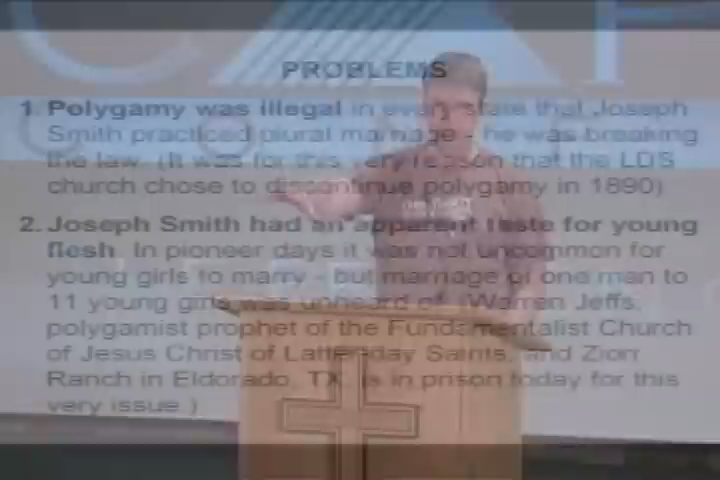 PROBLEMS
1. Polygamy was illegal in every state that Joseph
Smith practiced plural marriage - he was breaking
the law. (It was for this very reason that the LDS
church chose to discontinue polygamy in 1890)
2. Joseph Smith had an apparent taste for young
flesh. In pioneer days it was not uncommon for
young girls to marry - but marriage of one man to
11 young girls was unheard of. (Warren Jeffs,
polygamist prophet of the Fundamentalist Church
of Jesus Christ of Latter-day Saints, and Zion
Ranch in Eldorado, TX, is in prison today for this
very issue.)